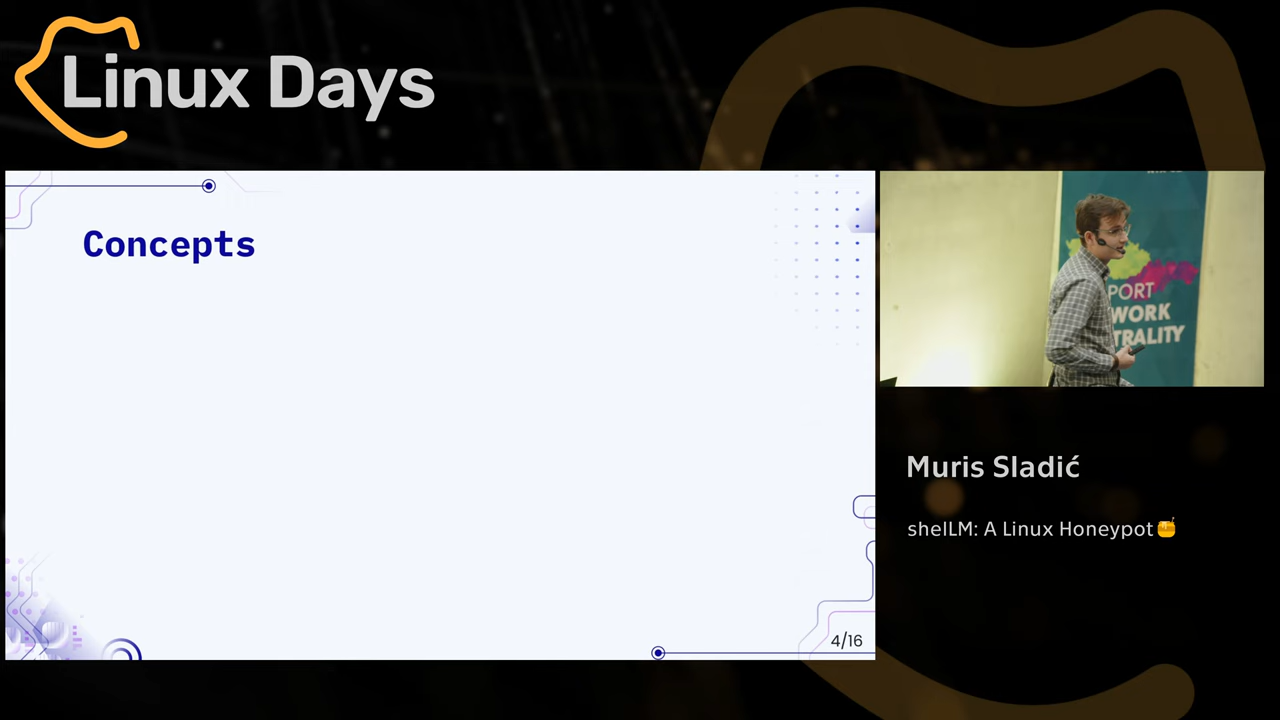 Linux Days
Concepts
4/16
PORT
WORK
TRALITY
Muris Sladić
shelLM: A Linux Honeypot🍯